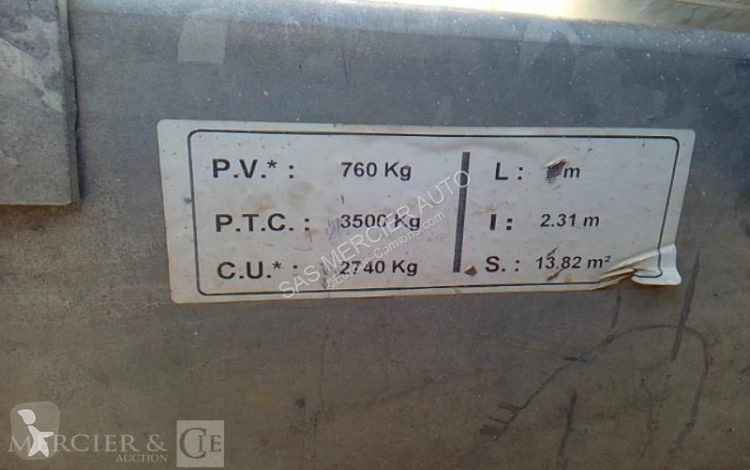 P.V.* : 760 Kg
P.T.C. : 3500 Kg
C.U.* : 2740 Kg
L : m
l : 2.31 m
S. : 13.82 m²
SAS MERCIER AUTO
MERCIER & CIE
AUCTION